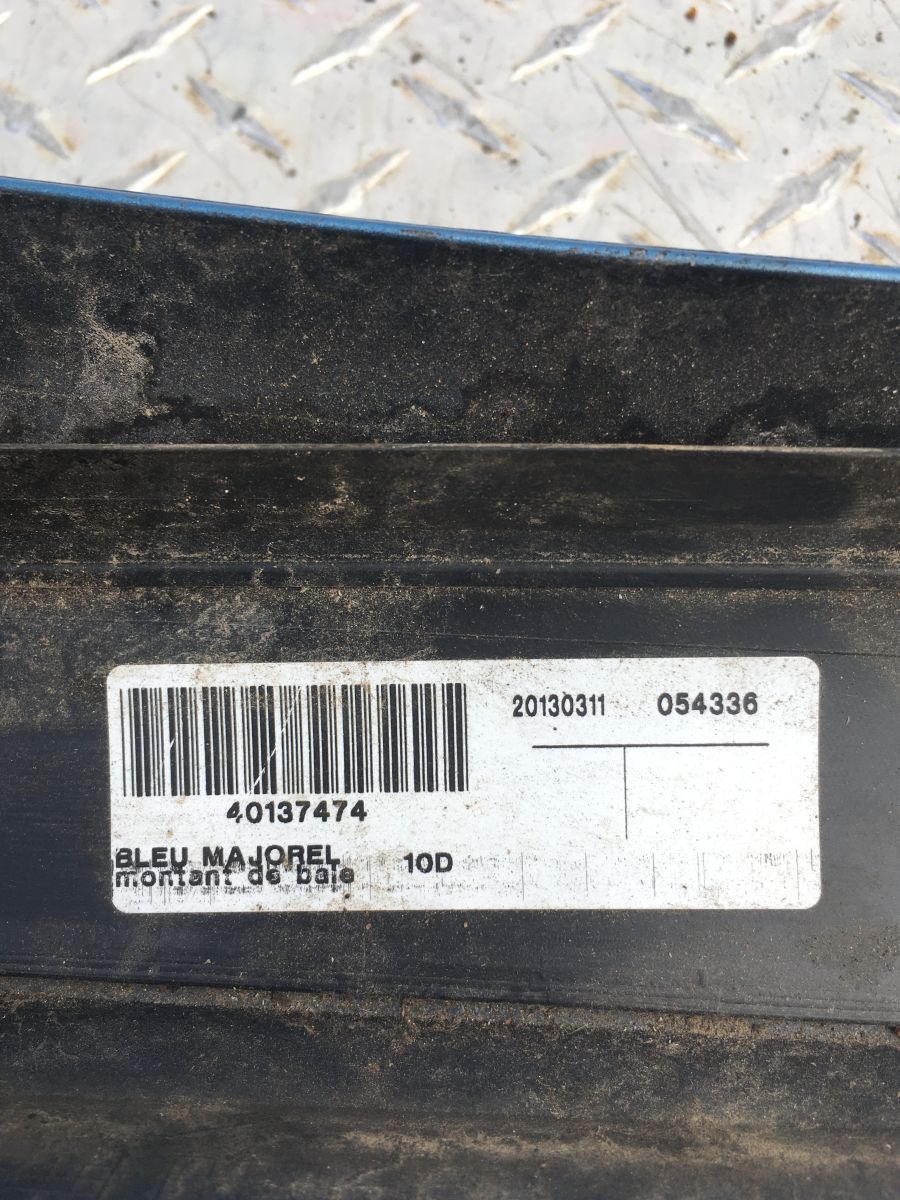 20130311 054336
40137474
BLEU MAJOREL 10D
montant de baie